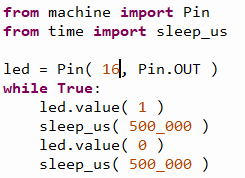 from machine import Pin
from time import sleep_us

led = Pin( 16, Pin.OUT )
while True:
    led.value( 1 )
    sleep_us( 500_000 )
    led.value( 0 )
    sleep_us( 500_000 )